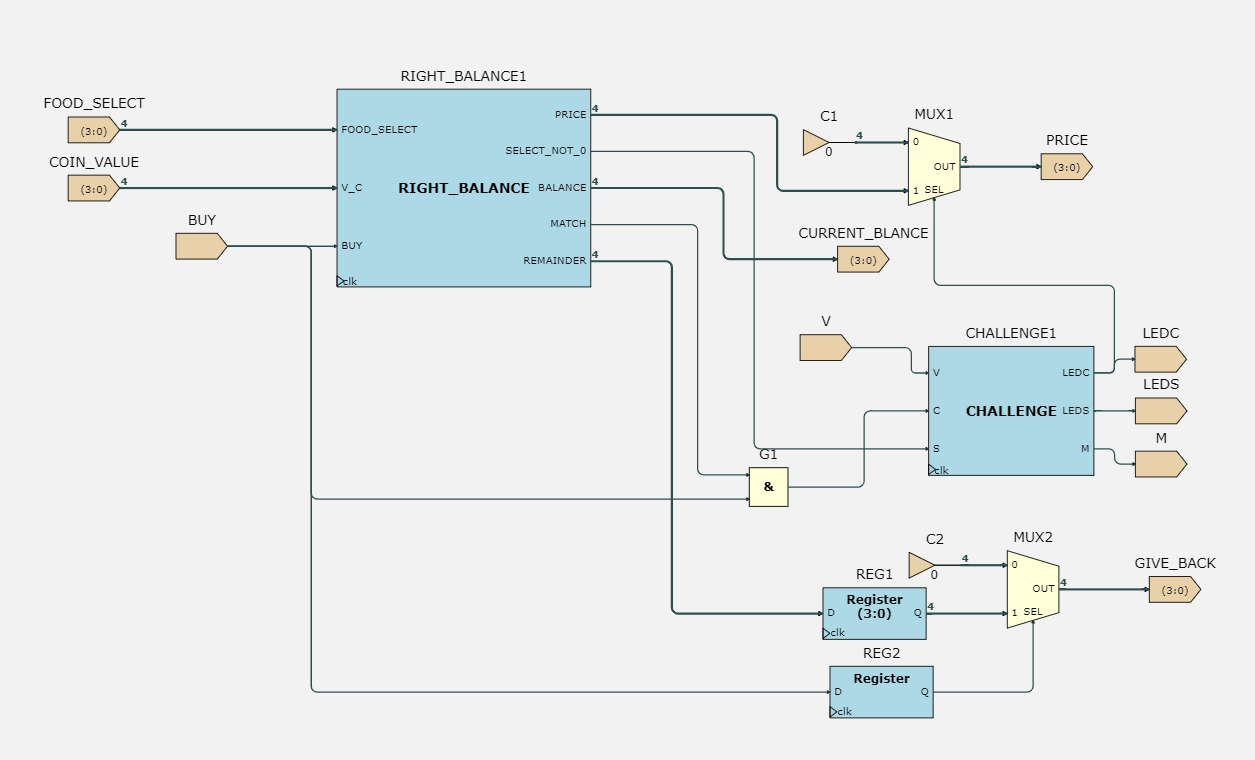 RIGHT_BALANCE1
FOOD_SELECT
(3:0)
4
COIN_VALUE
(3:0)
4
BUY
FOOD_SELECT
V_C
BUY
clk
RIGHT_BALANCE
PRICE
4
SELECT_NOT_0
BALANCE
4
MATCH
REMAINDER
4
C1
0
4
MUX1
0
1
SEL
OUT
4
PRICE
(3:0)
CURRENT_BLANCE
(3:0)
V
CHALLENGE1
V
C
S
clk
CHALLENGE
LEDC
LEDS
M
LEDC
LEDS
M
G1
&
C2
0
4
MUX2
0
1
SEL
OUT
4
GIVE_BACK
(3:0)
REG1
Register
(3:0)
D
Q
4
clk
REG2
Register
D
Q
clk